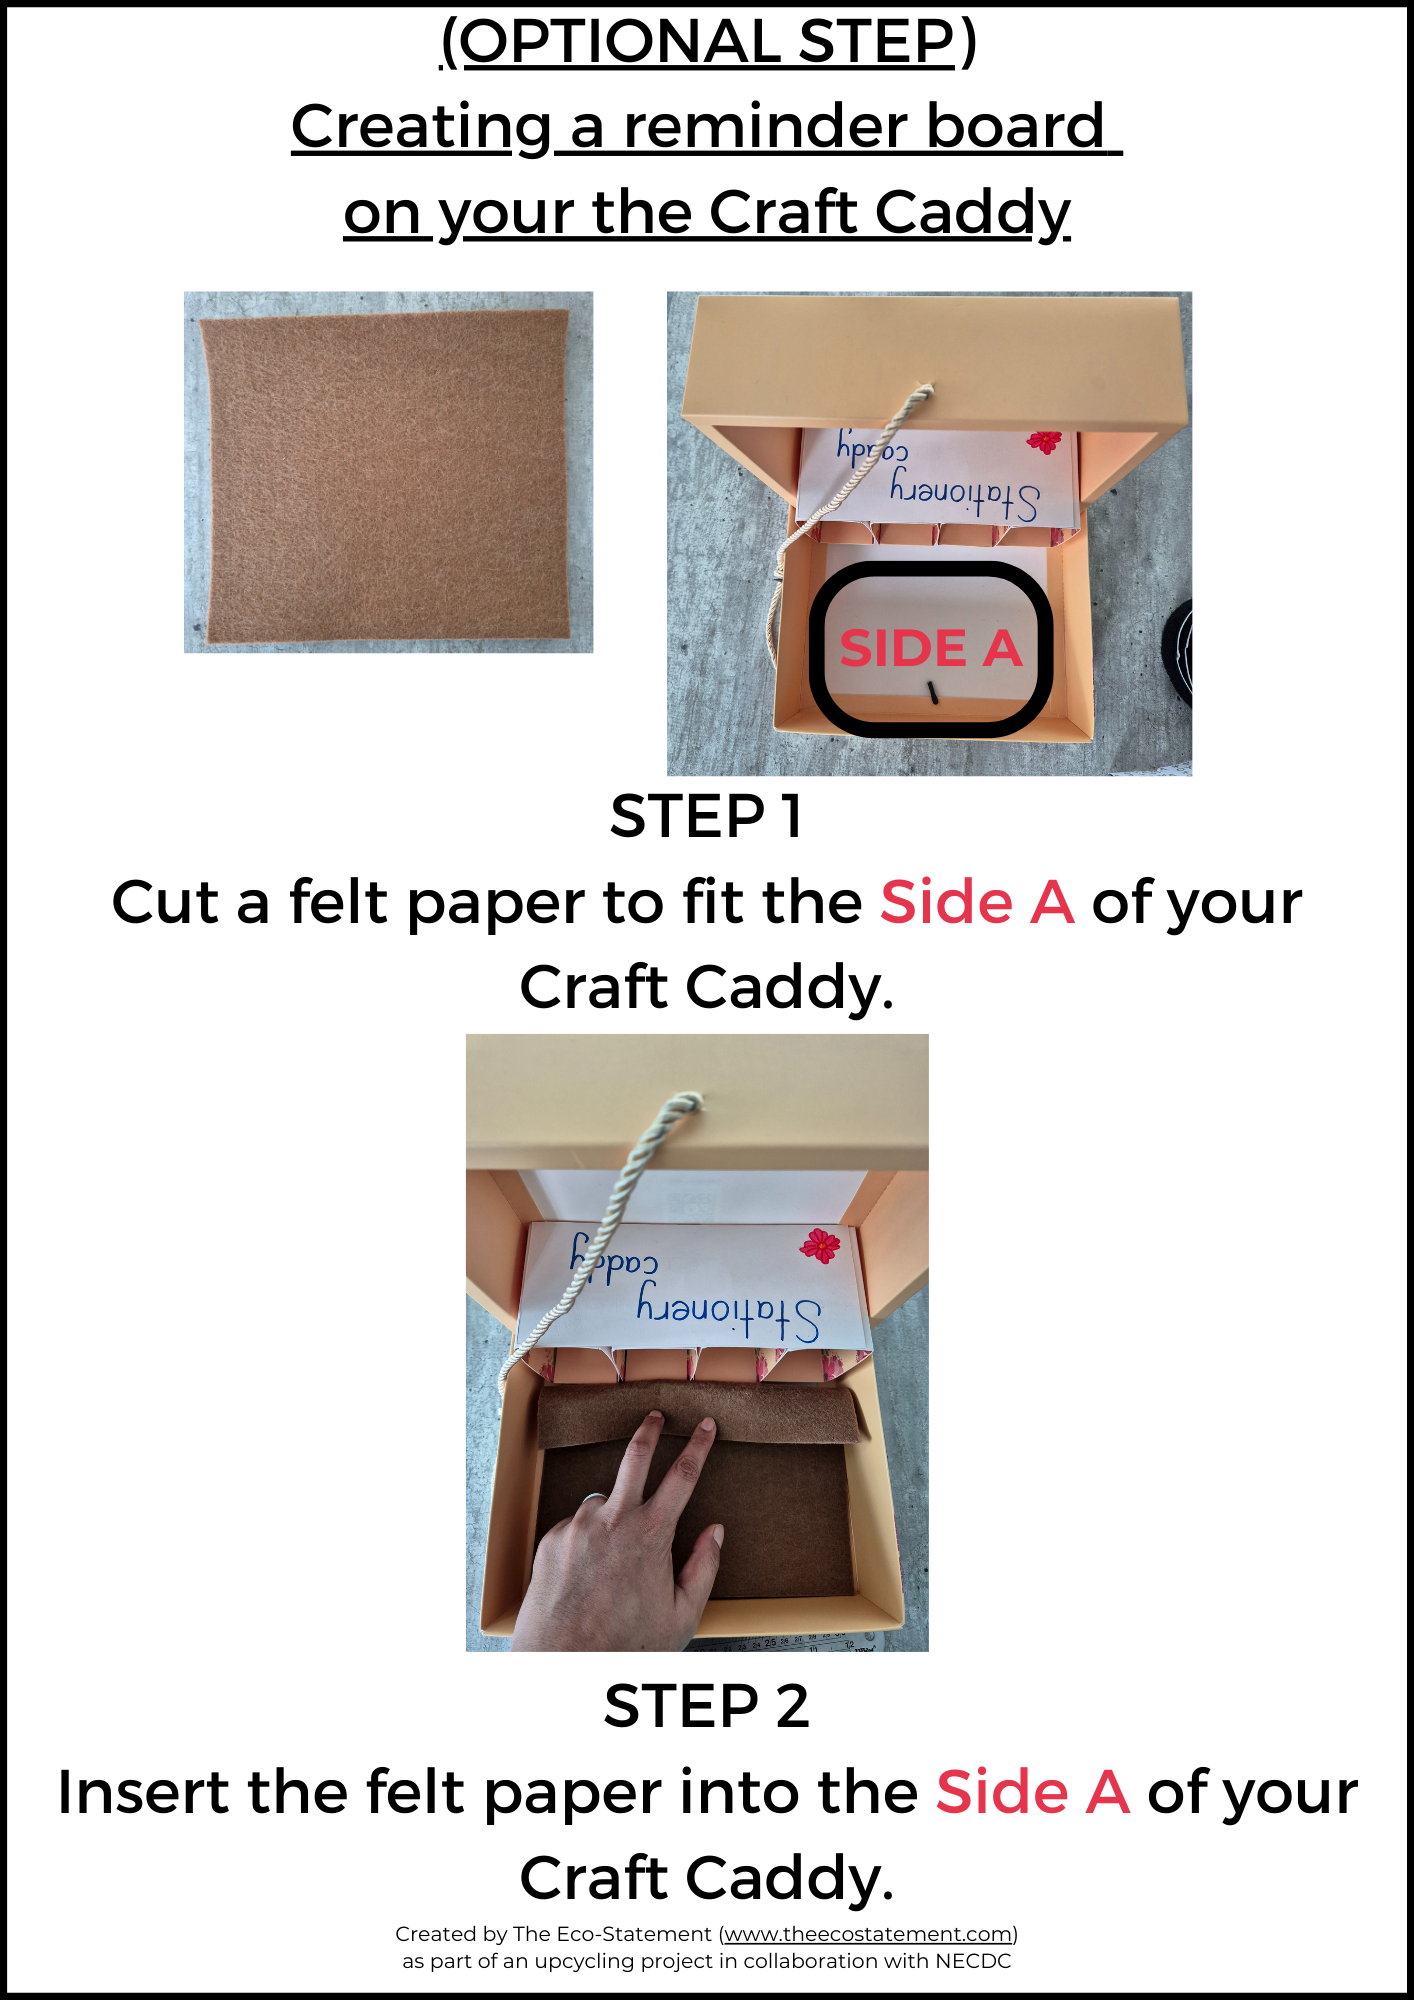 (OPTIONAL STEP)
Creating a reminder board
on your the Craft Caddy
caddy
Stationery
SIDE A
STEP 1
Cut a felt paper to fit the Side A of your
Craft Caddy.
caddy
Stationery
STEP 2
Insert the felt paper into the Side A of your
Craft Caddy.
Created by The Eco-Statement (www.theecostatement.com)
as part of an upcycling project in collaboration with NECDC